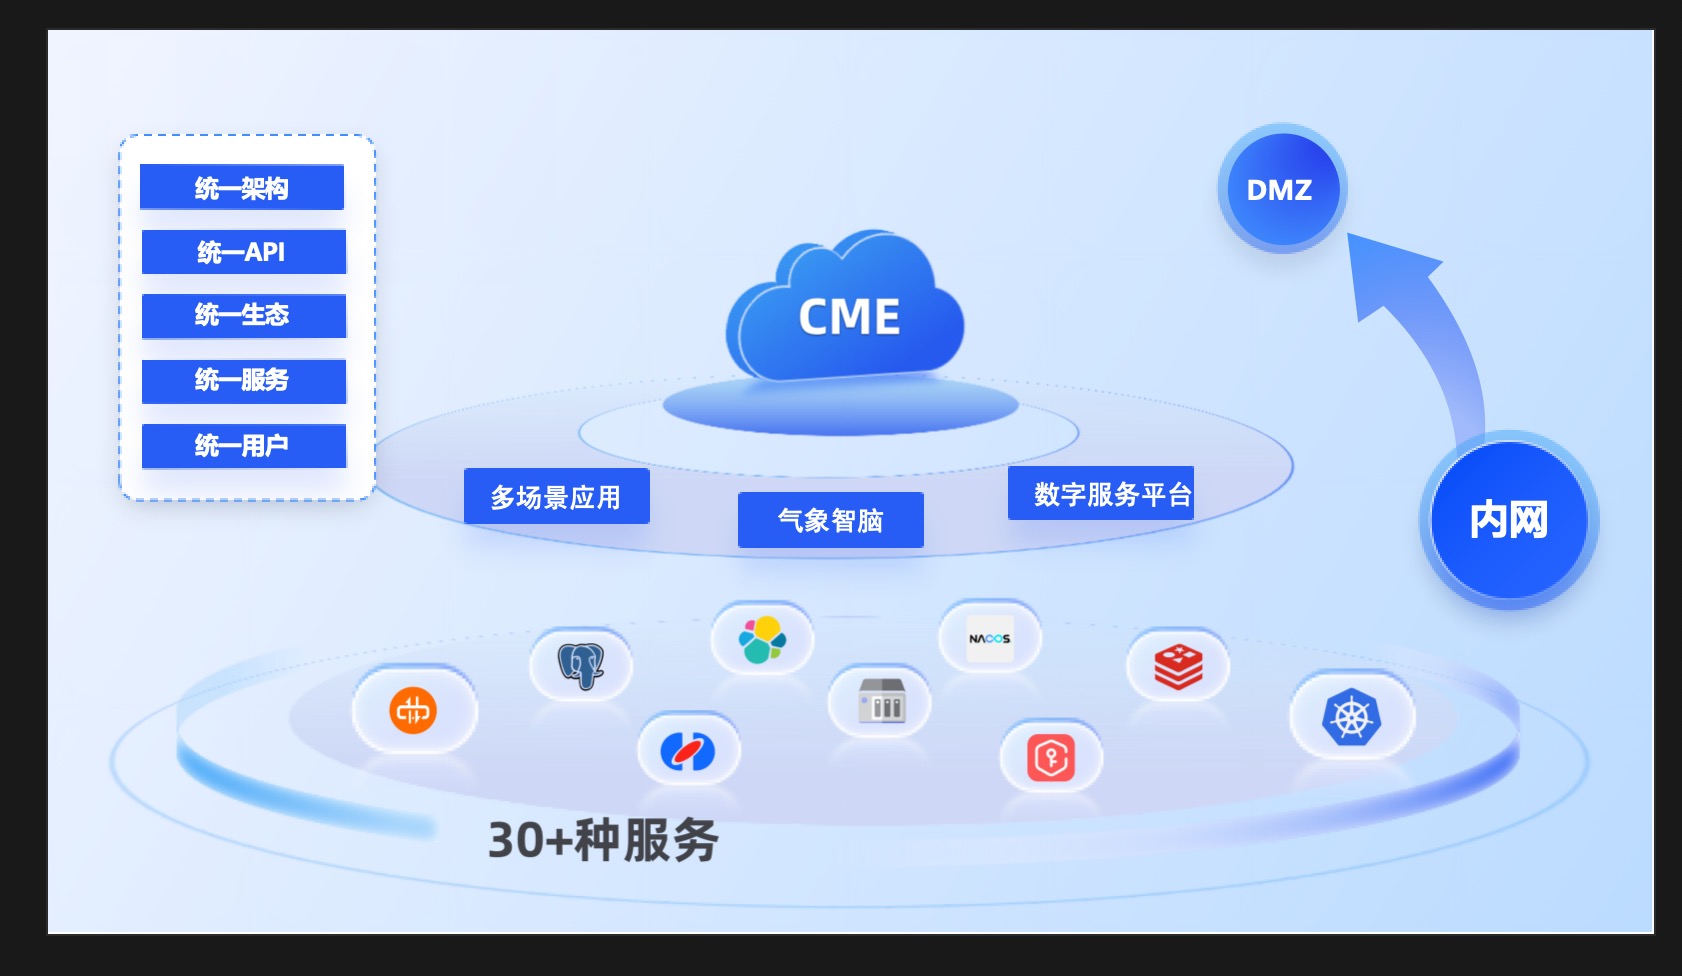 统一架构
统一API
统一生态
统一服务
统一用户
DMZ
CME
内网
多场景应用
气象智脑
数字服务平台
NACOS
30+种服务